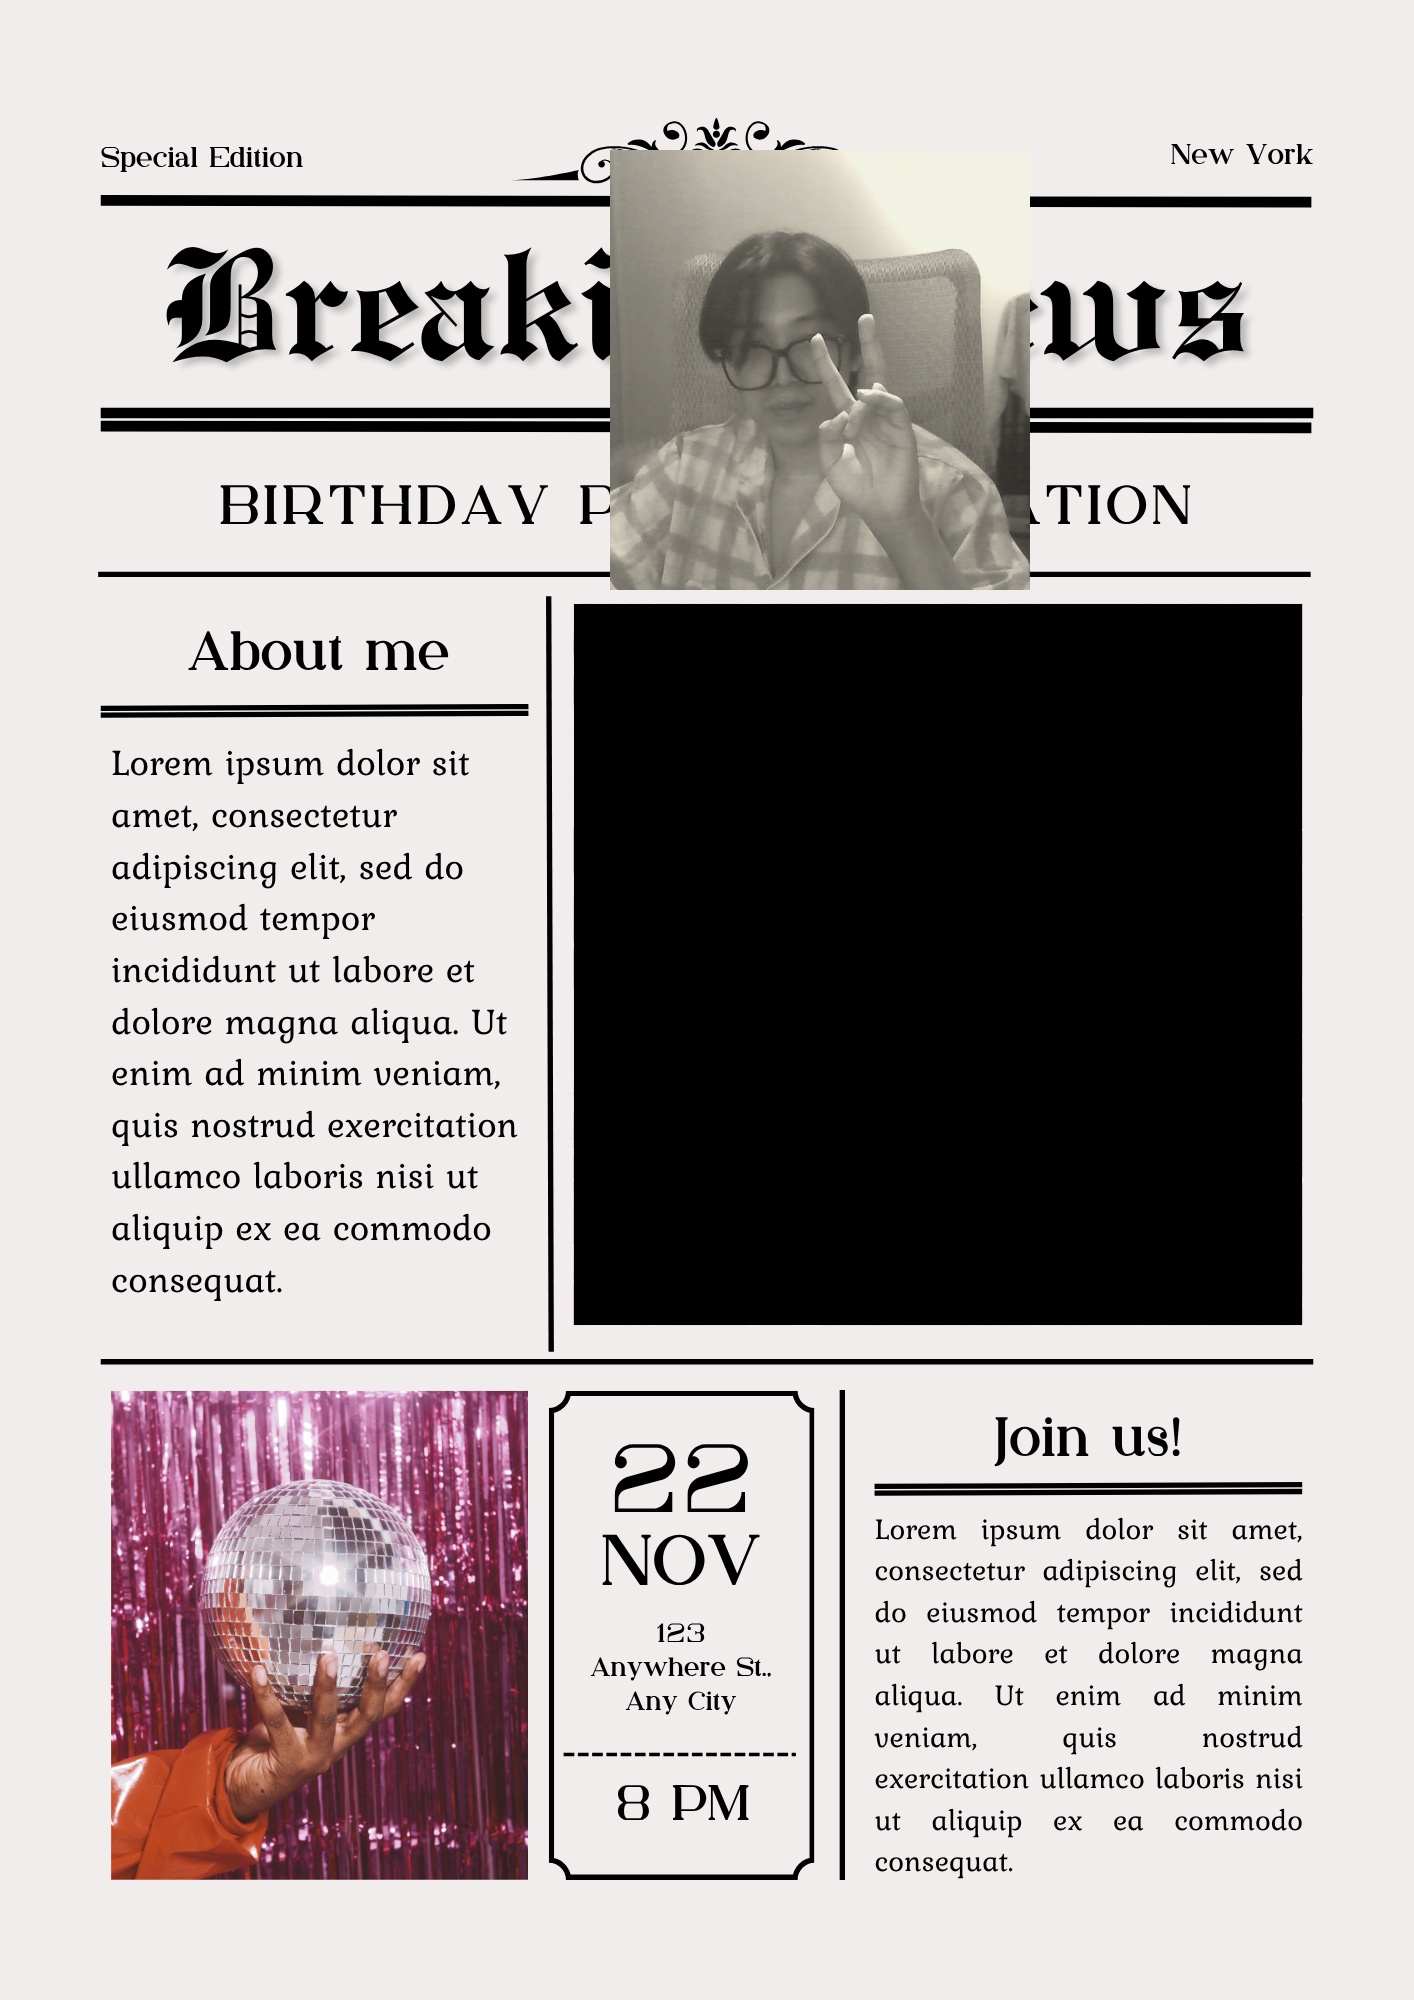 Special Edition
New York
Breaki ews
BIRTHDAY P TION
About me
Lorem ipsum dolor sit
amet, consectetur
adipiscing elit, sed do
eiusmod tempor
incididunt ut labore et
dolore magna aliqua. Ut
enim ad minim veniam,
quis nostrud exercitation
ullamco laboris nisi ut
aliquip ex ea commodo
consequat.
22
NOV
123
Anywhere St.,
Any City
8 PM
Join us!
Lorem ipsum dolor sit amet,
consectetur adipiscing elit, sed
do eiusmod tempor incididunt
ut labore et dolore magna
aliqua. Ut enim ad minim
veniam, quis nostrud
exercitation ullamco laboris nisi
ut aliquip ex ea commodo
consequat.